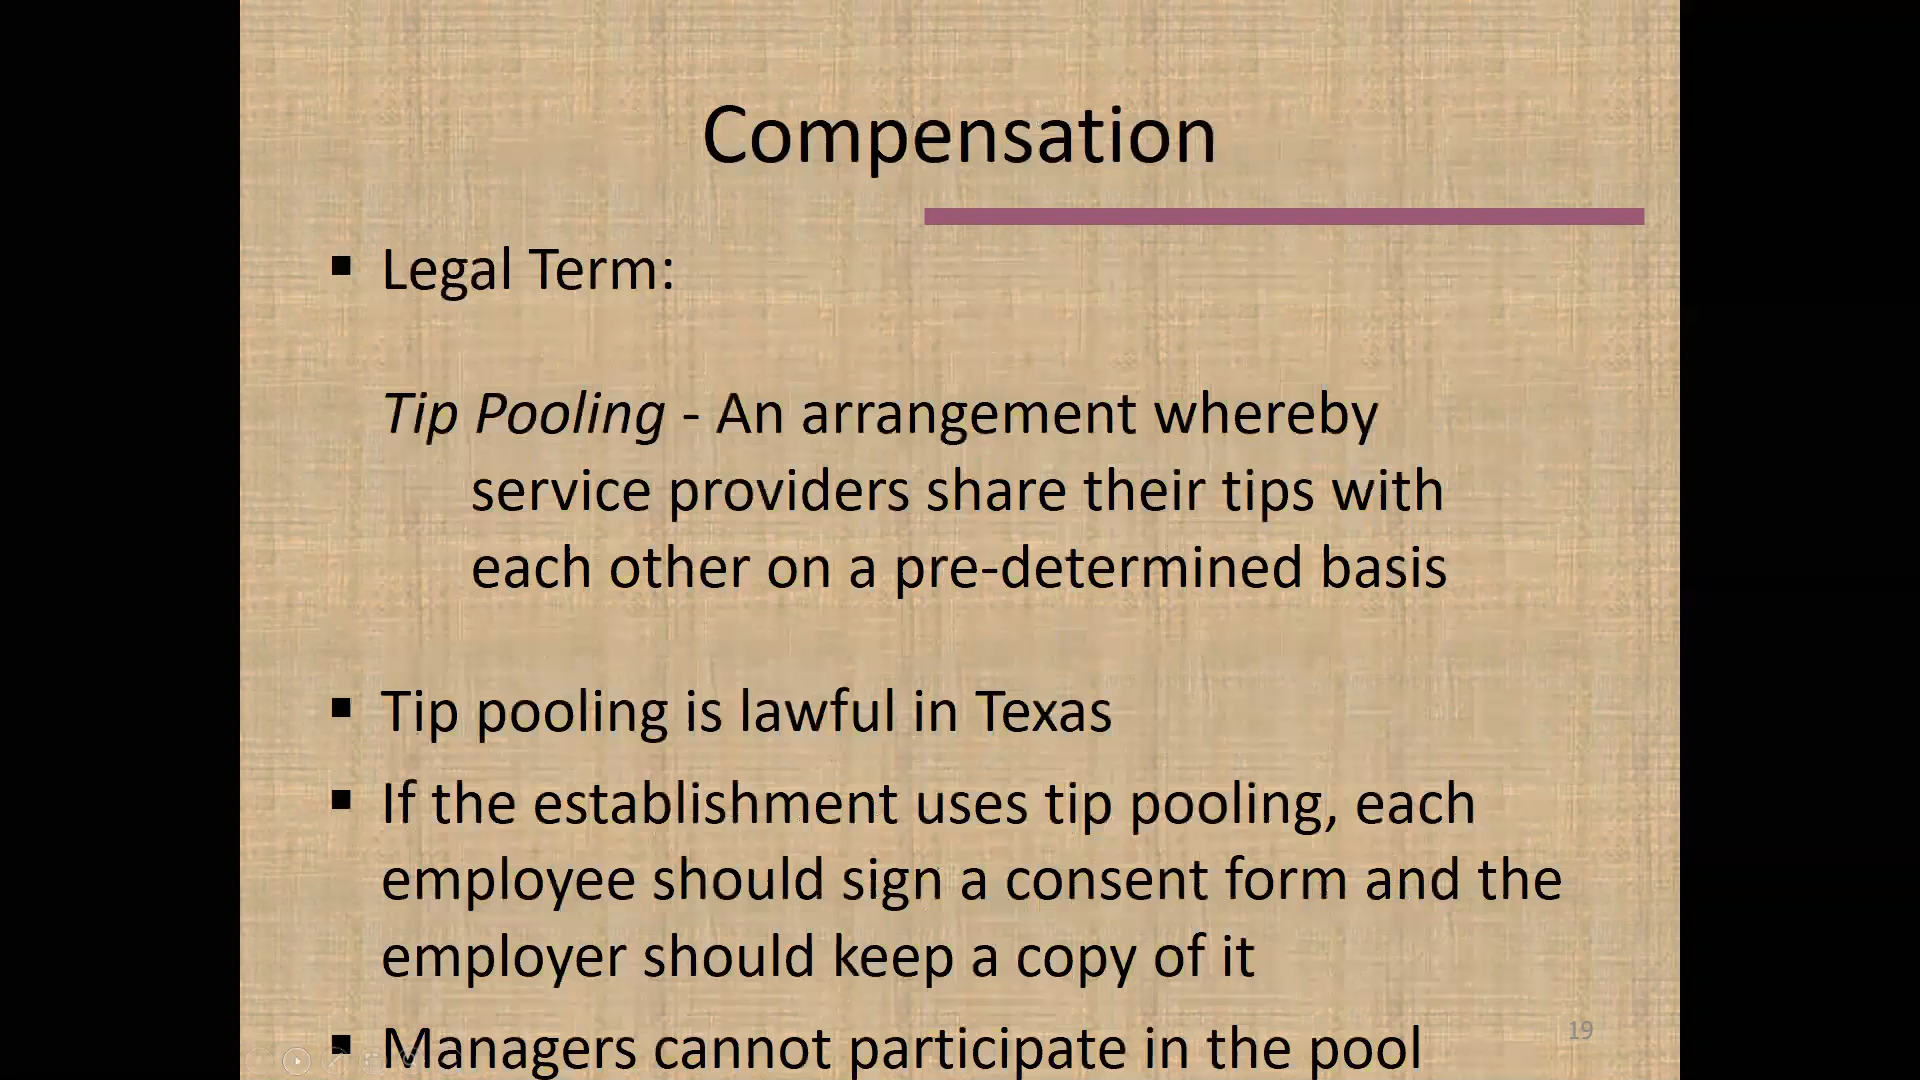 Compensation
▪ Legal Term:
Tip Pooling - An arrangement whereby
service providers share their tips with
each other on a pre-determined basis
▪ Tip pooling is lawful in Texas
▪ If the establishment uses tip pooling, each
employee should sign a consent form and the
employer should keep a copy of it
▪ Managers cannot participate in the pool
19